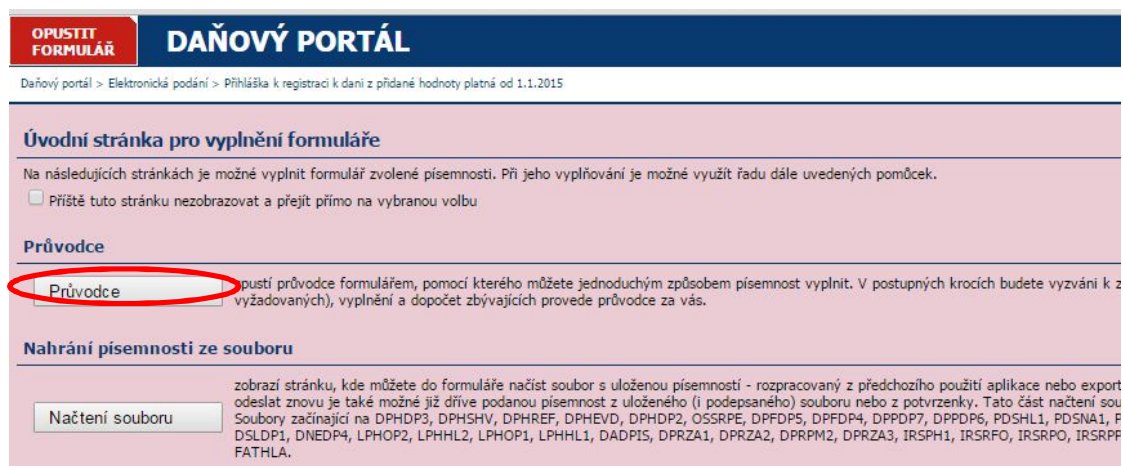 OPUSTIT
FORMULÁŘ
DAŇOVÝ PORTÁL
Daňový portál > Elektronická podání > Přihláška k registraci k dani z přidané hodnoty platná od 1.1.2015
Úvodní stránka pro vyplnění formuláře
Na následujících stránkách je možné vyplnit formulář zvolené písemnosti. Při jeho vyplňování je možné využít řadu dále uvedených pomůcek.
Příště tuto stránku nezobrazovat a přejít přímo na vybranou volbu
Průvodce
Průvodce
pustí průvodce formulářem, pomocí kterého můžete jednoduchým způsobem písemnost vyplnit. V postupných krocích budete vyzváni k z
vyžadovaných), vyplnění a dopočet zbývajících provede průvodce za vás.
Nahrání písemnosti ze souboru
Načtení souboru
zobrazí stránku, kde můžete do formuláře načíst soubor s uloženou písemností - rozpracovaný z předchozího použití aplikace nebo export
odeslat znovu je také možné již dříve podanou písemnost z uloženého (i podepsaného) souboru nebo z potvrzenky. Tato část načtení sou
Soubory začínající na DPHDP3, DPHSHV, DPHREF, DPHEVD, DPHDP2, OSSRPE, DPFDP5, DPFDP4, DPPDP7, DPPDP6, PDSHL1, PDSNA1, P
DSLDP1, DNEDP4, LPHOP2, LPHHL2, LPHOP1, LPHHL1, DADPIS, DPRZA1, DPRZA2, DPRPM2, DPRZA3, IRSPH1, IRSRFO, IRSRPO, IRSRPP
FATHLA.